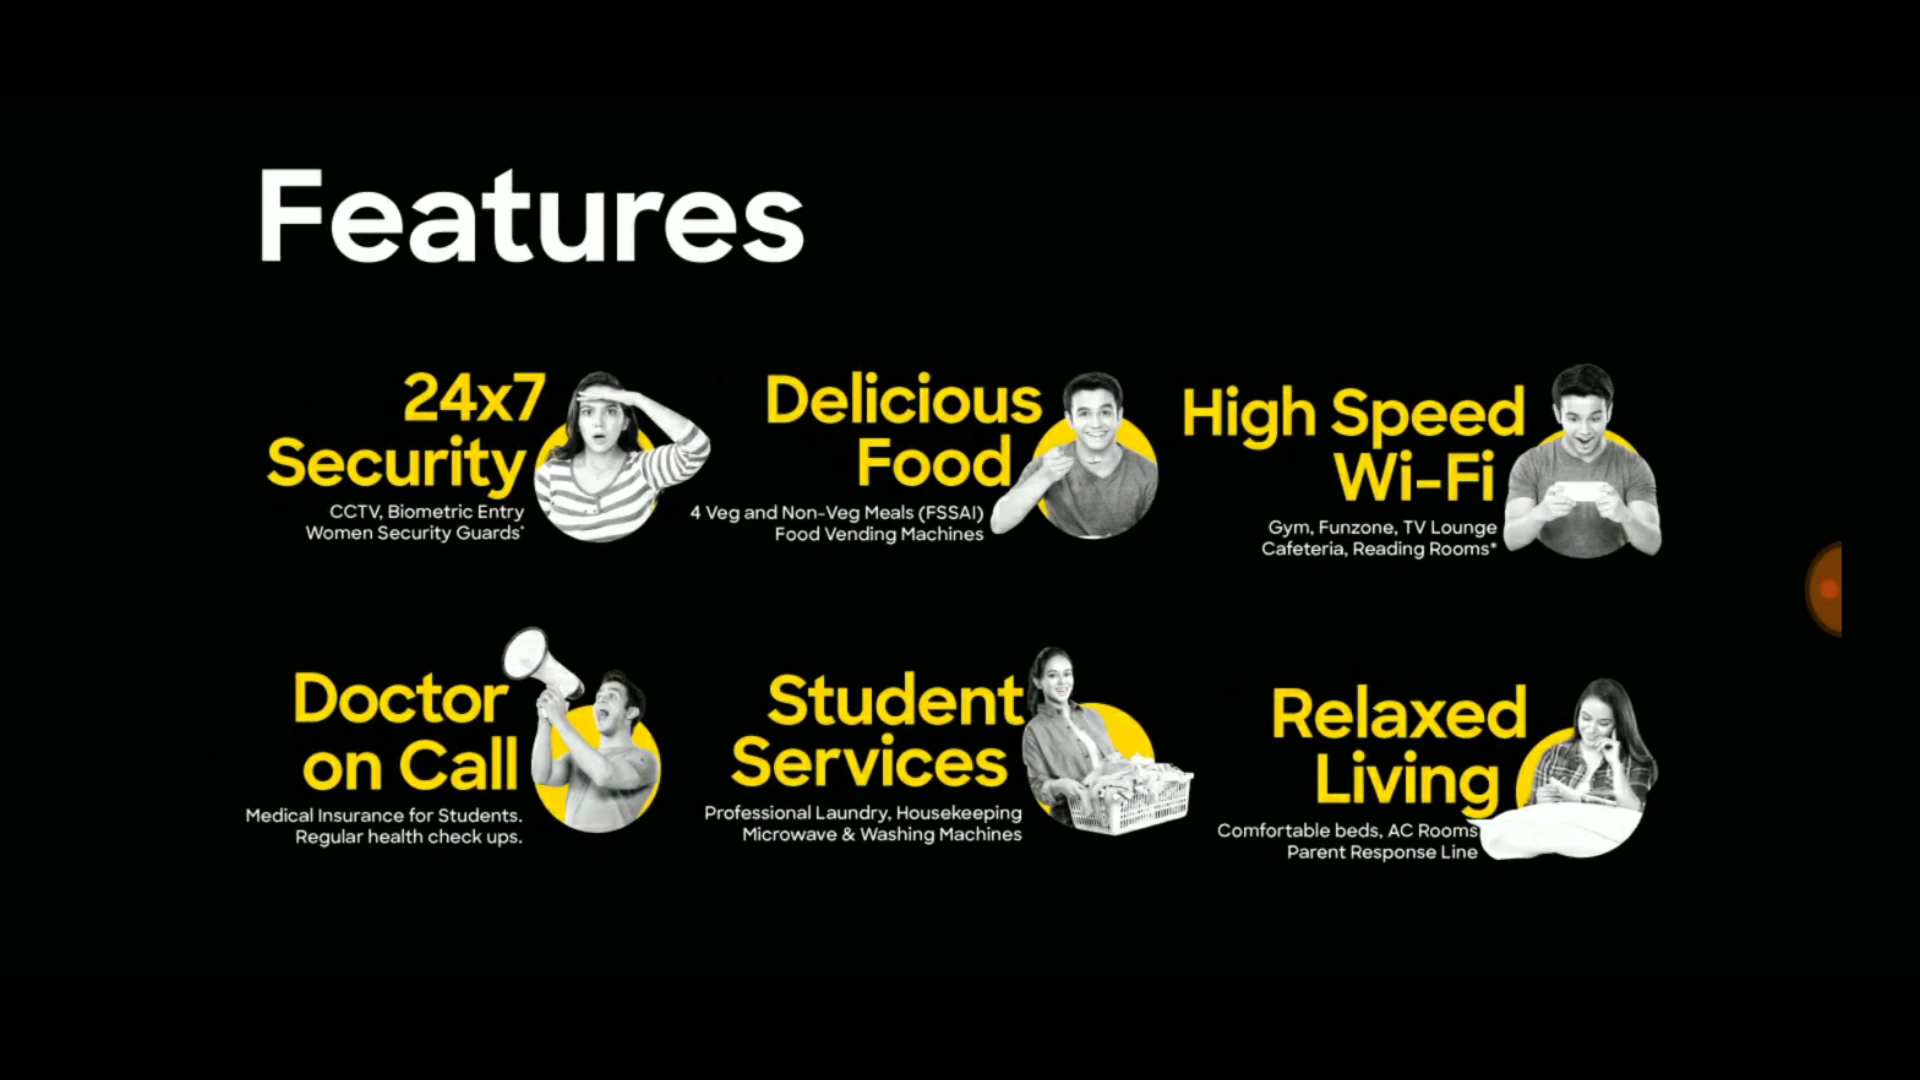 Features
24x7
Security
CCTV, Biometric Entry
Women Security Guards*
Delicious
Food
4 Veg and Non-Veg Meals (FSSAI)
Food Vending Machines
High Speed
Wi-Fi
Gym, Funzone, TV Lounge
Cafeteria, Reading Rooms*
Doctor
on Call
Medical Insurance for Students.
Regular health check ups.
Student
Services
Professional Laundry, Housekeeping
Microwave & Washing Machines
Relaxed
Living
Comfortable beds, AC Rooms
Parent Response Line